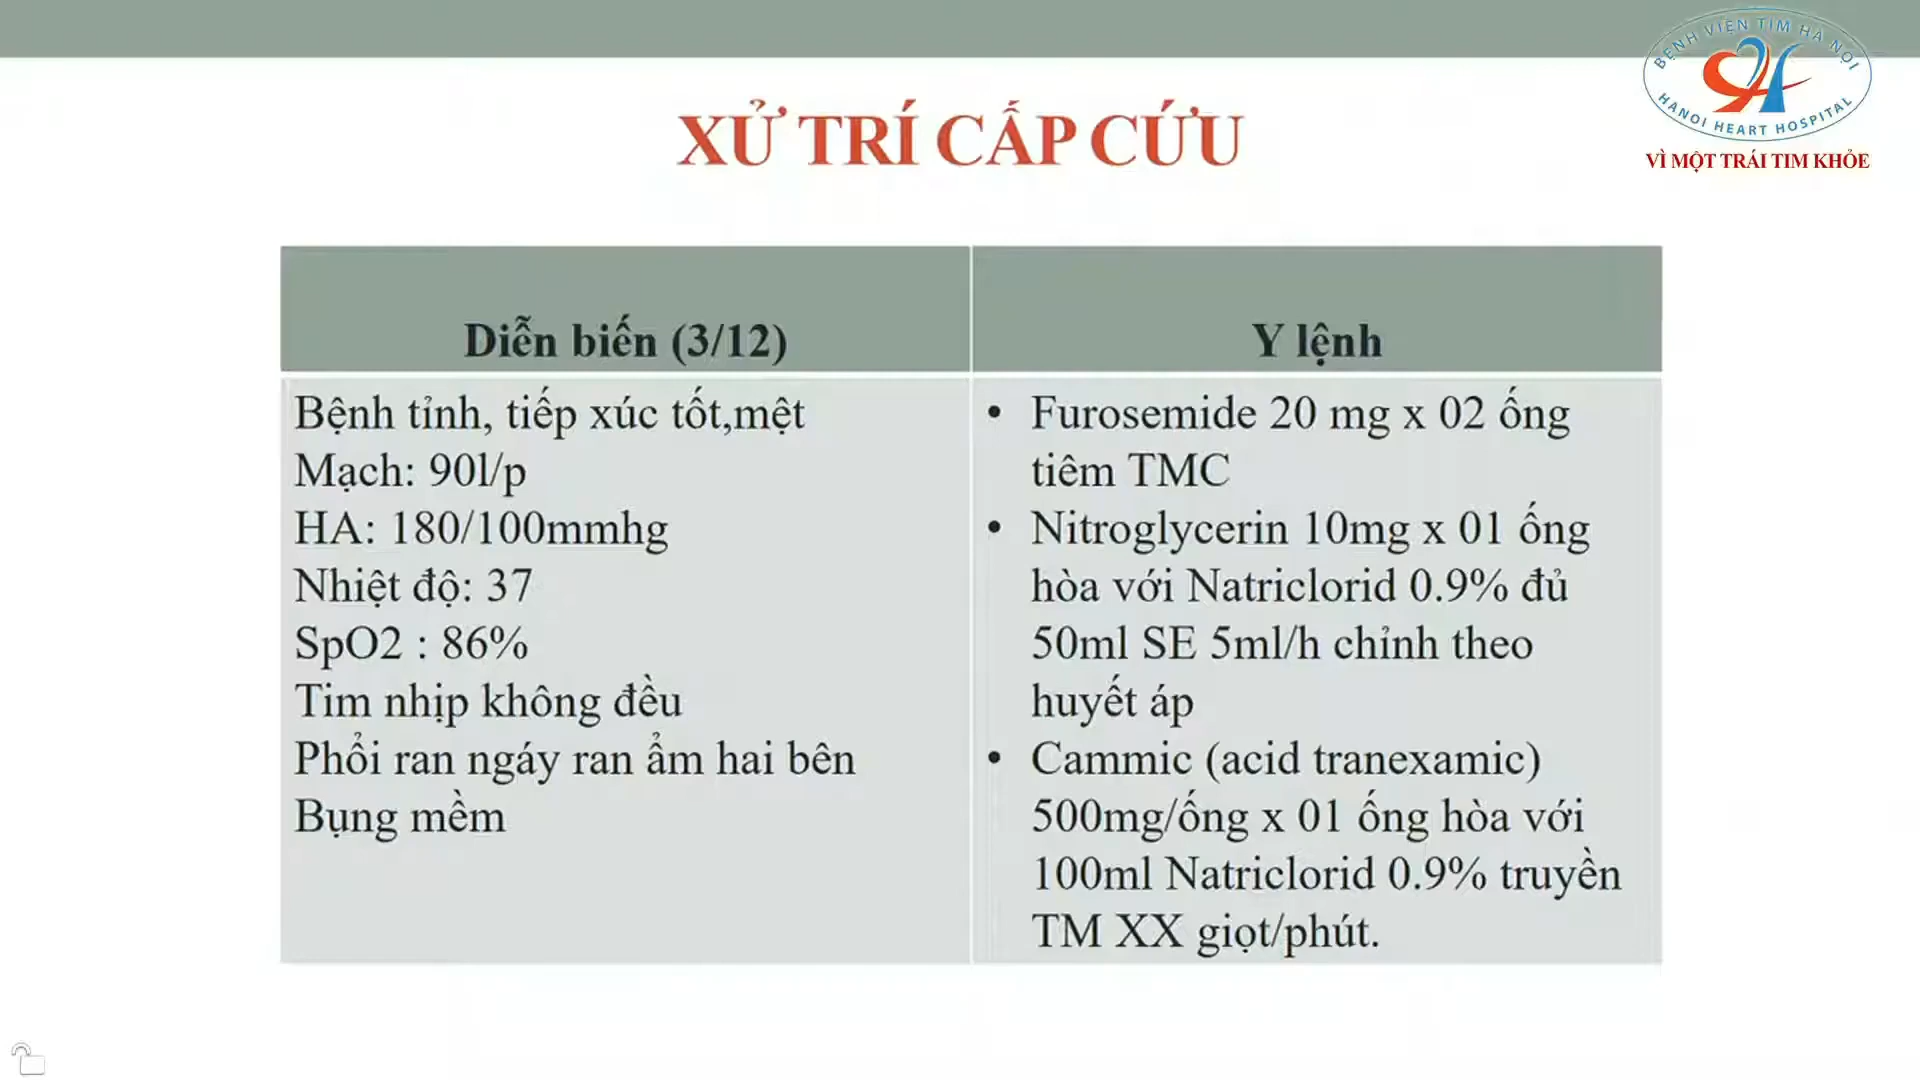 BỆNH VIỆN TIM HÀ NỘI
HANOI HEART HOSPITAL
VÌ MỘT TRÁI TIM KHỎE
XỬ TRÍ CẤP CỨU
Diễn biến (3/12)
Bệnh tỉnh, tiếp xúc tốt,mệt
Mạch: 90l/p
HA: 180/100mmhg
Nhiệt độ: 37
SpO2 : 86%
Tim nhịp không đều
Phổi ran ngáy ran ẩm hai bên
Bụng mềm
Y lệnh
• Furosemide 20 mg x 02 ống
tiêm TMC
• Nitroglycerin 10mg x 01 ống
hòa với Natriclorid 0.9% đủ
50ml SE 5ml/h chỉnh theo
huyết áp
• Cammic (acid tranexamic)
500mg/ống x 01 ống hòa với
100ml Natriclorid 0.9% truyền
TM XX giọt/phút.